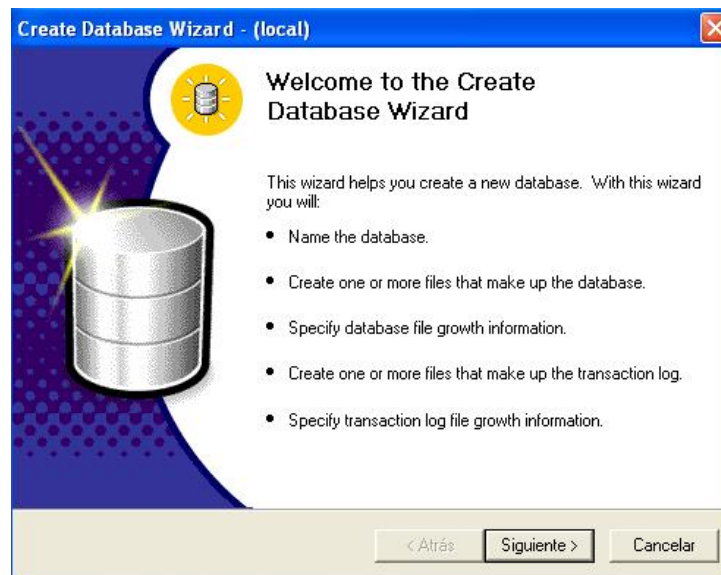 Create Database Wizard - (local)
Welcome to the Create
Database Wizard
This wizard helps you create a new database. With this wizard
you will:
• Name the database.
• Create one or more files that make up the database.
• Specify database file growth information.
• Create one or more files that make up the transaction log.
• Specify transaction log file growth information.
< Atrás
Siguiente >
Cancelar